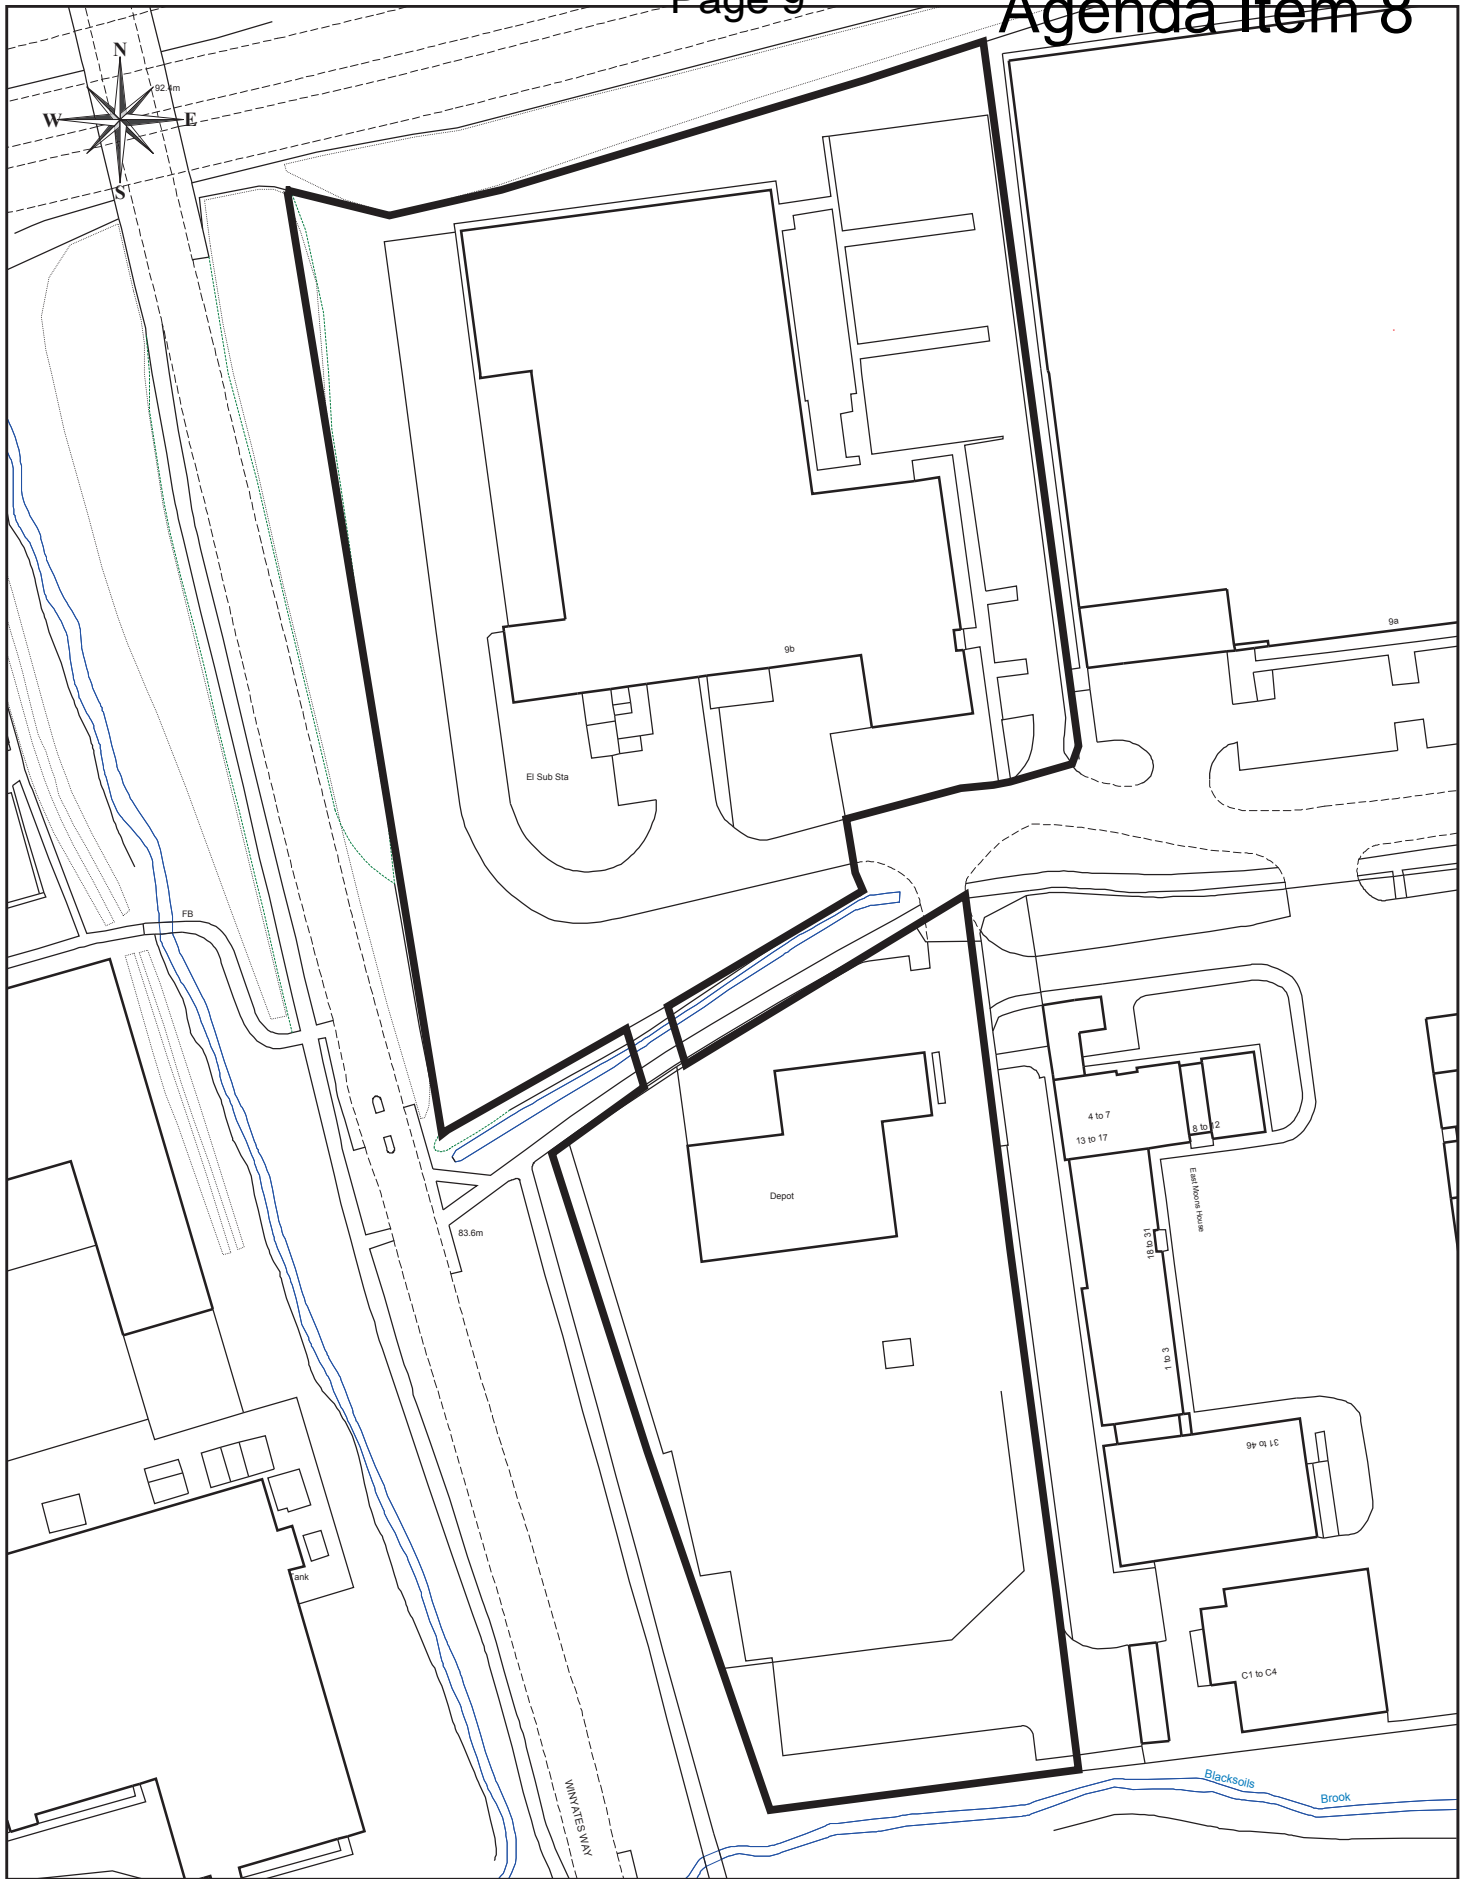 Page 9
Agenda Item 8
N
92.4m
W
E
S
9a
9b
El Sub Sta
FB
4 to 7
8 to 12
13 to 17
East Moons House
Depot
83.6m
18 to 31
1 to 3
31 to 46
ank
C1 to C4
Blacksoils
Brook
WINYATES WAY